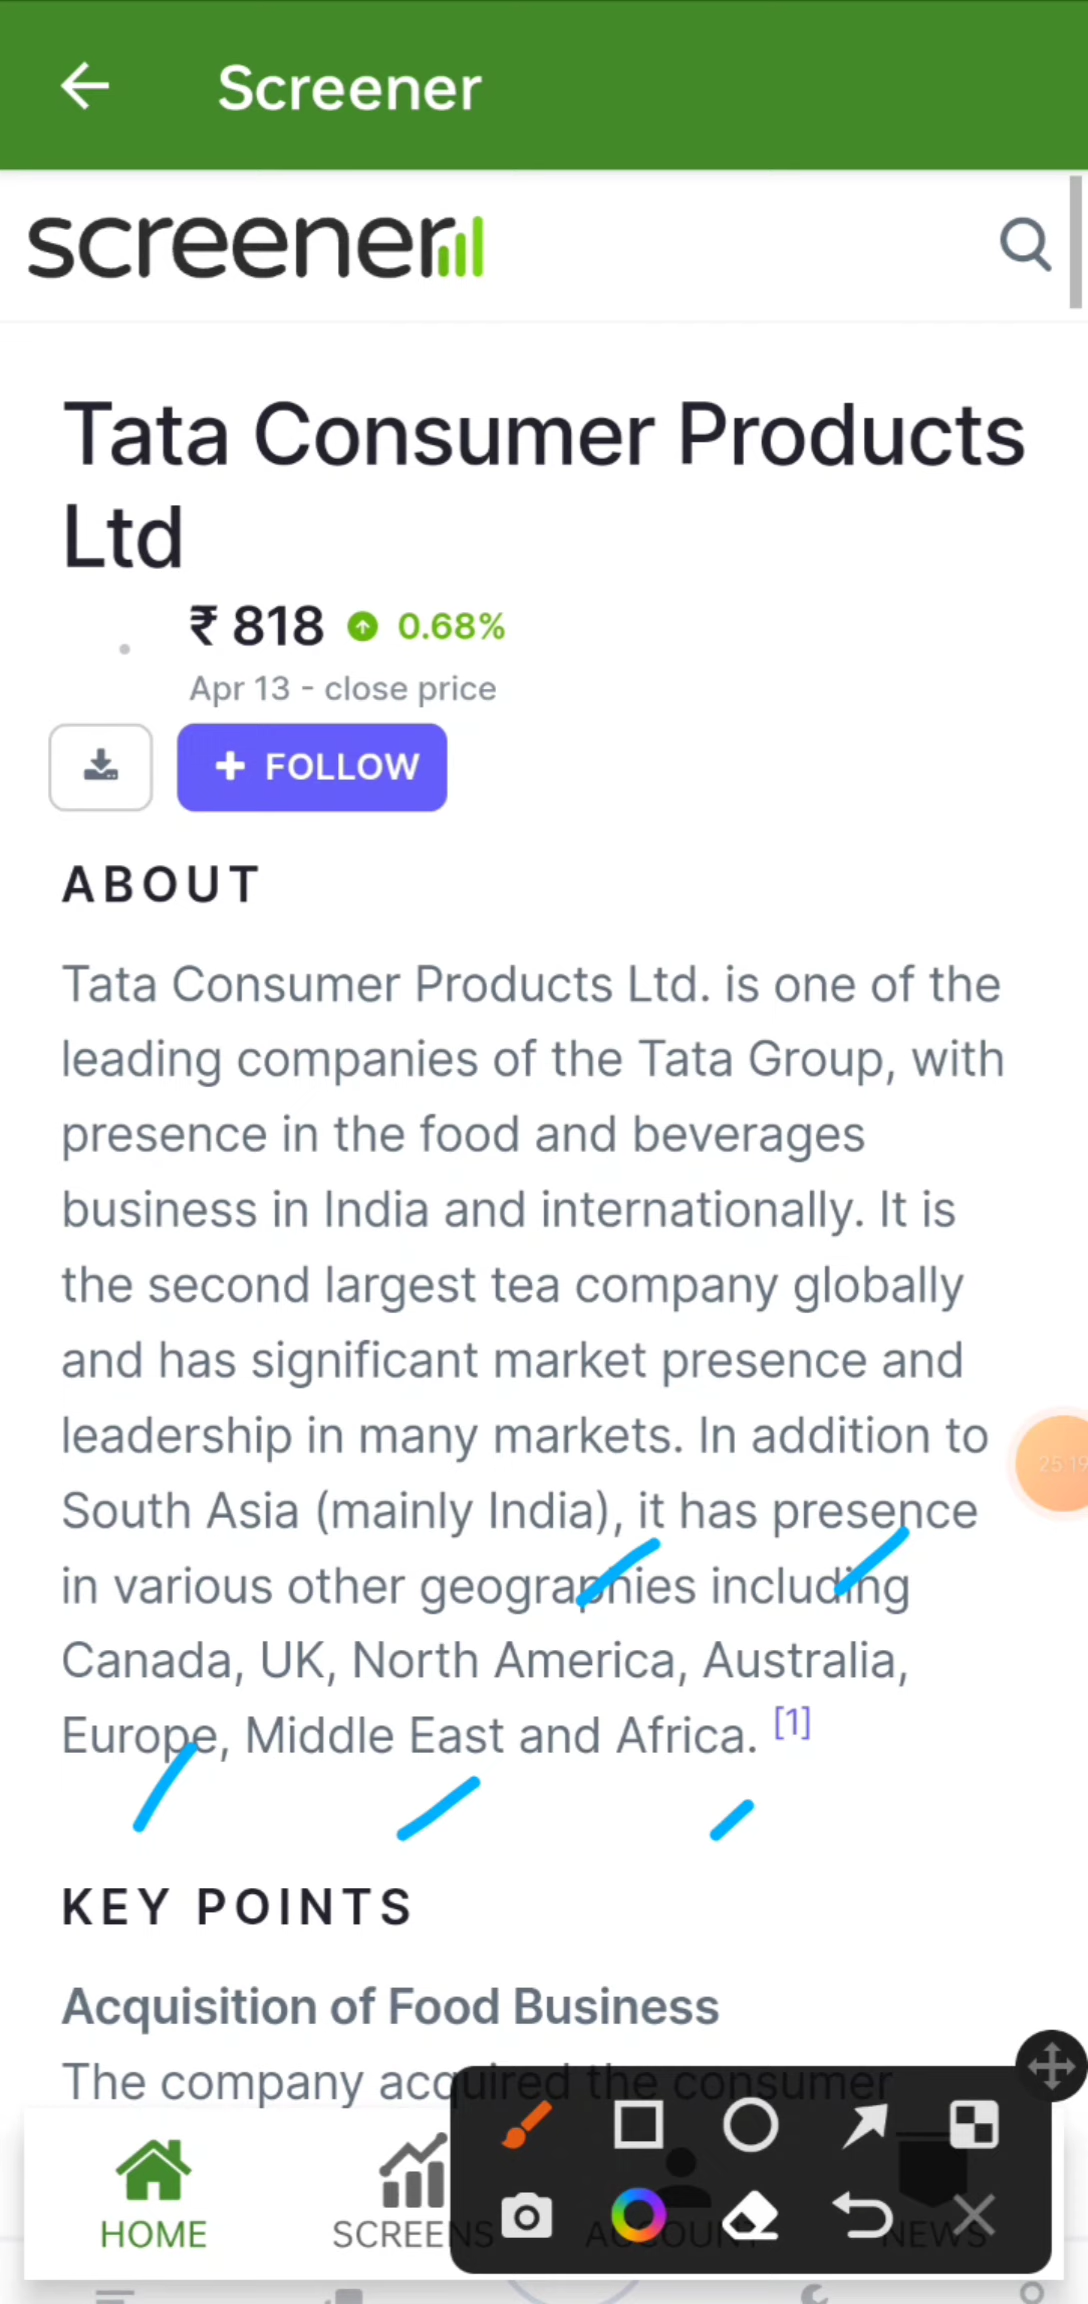 Screener
screener
Tata Consumer Products
Ltd
₹ 818 0.68%
Apr 13 - close price
+ FOLLOW
ABOUT
Tata Consumer Products Ltd. is one of the
leading companies of the Tata Group, with
presence in the food and beverages
business in India and internationally. It is
the second largest tea company globally
and has significant market presence and
leadership in many markets. In addition to
South Asia (mainly India), it has presence
in various other geographies including
Canada, UK, North America, Australia,
Europe, Middle East and Africa. [1]
25:19
KEY POINTS
Acquisition of Food Business
The company acquired the consumer
HOME SCREENS ACCOUNT NEWS